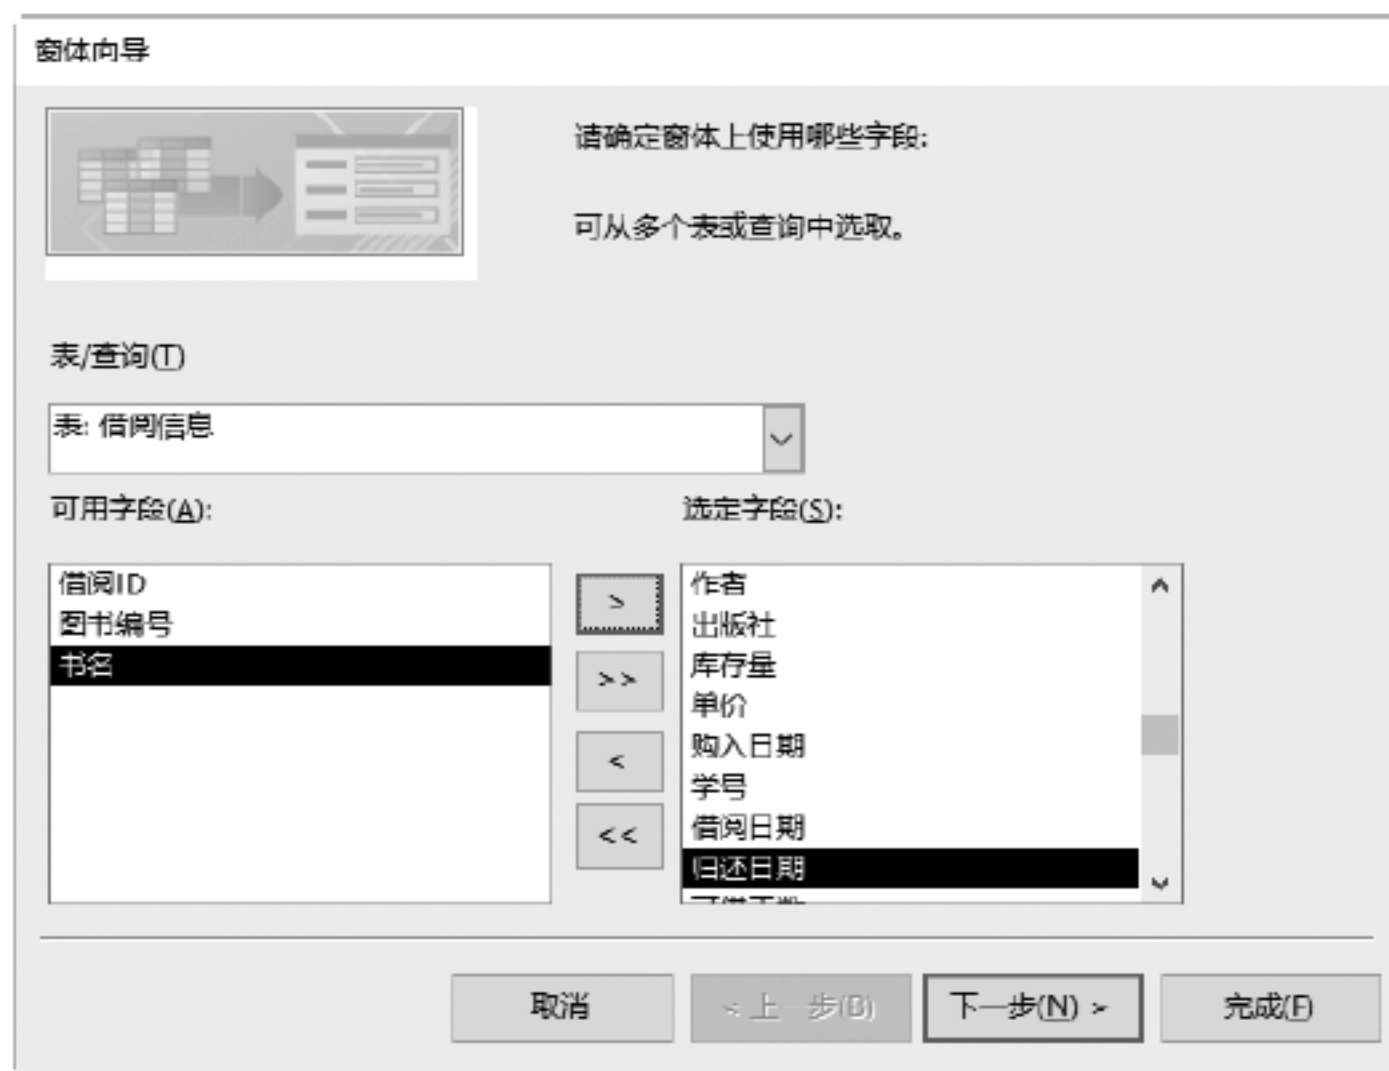 窗体向导
请确定窗体上使用哪些字段:
可从多个表或查询中选取。
表/查询(T)
表: 借阅信息
可用字段(A):
选定字段(S):
借阅ID
图书编号
书名
>
>>
<
<<
作者
出版社
库存量
单价
购入日期
学号
借阅日期
归还日期
取消
< 上一步(B)
下一步(N) >
完成(F)